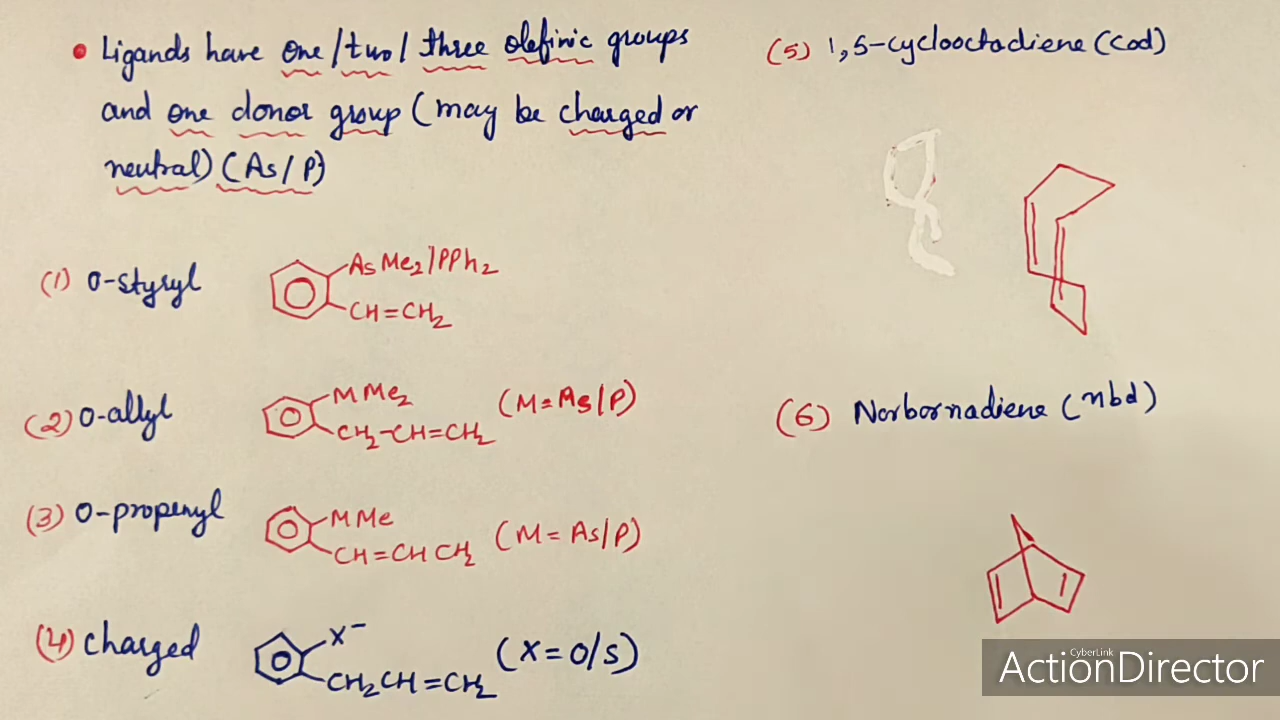 • Ligands have one/two/three olefinic groups
and one donor group (may be charged or
neutral) (As/P)
(1) O-styryl
AsMe2/PPh2
CH=CH2
(2) O-allyl
MMe2 (M=As/P)
CH2-CH=CH2
(3) O-propenyl
MMe (M=As/P)
CH=CHCH2
(4) Charged
X⁻ (X=O/S)
CH2CH=CH2
(5) 1,5-cyclooctadiene (cod)
(6) Norbornadiene (nbd)
CyberLink
ActionDirector